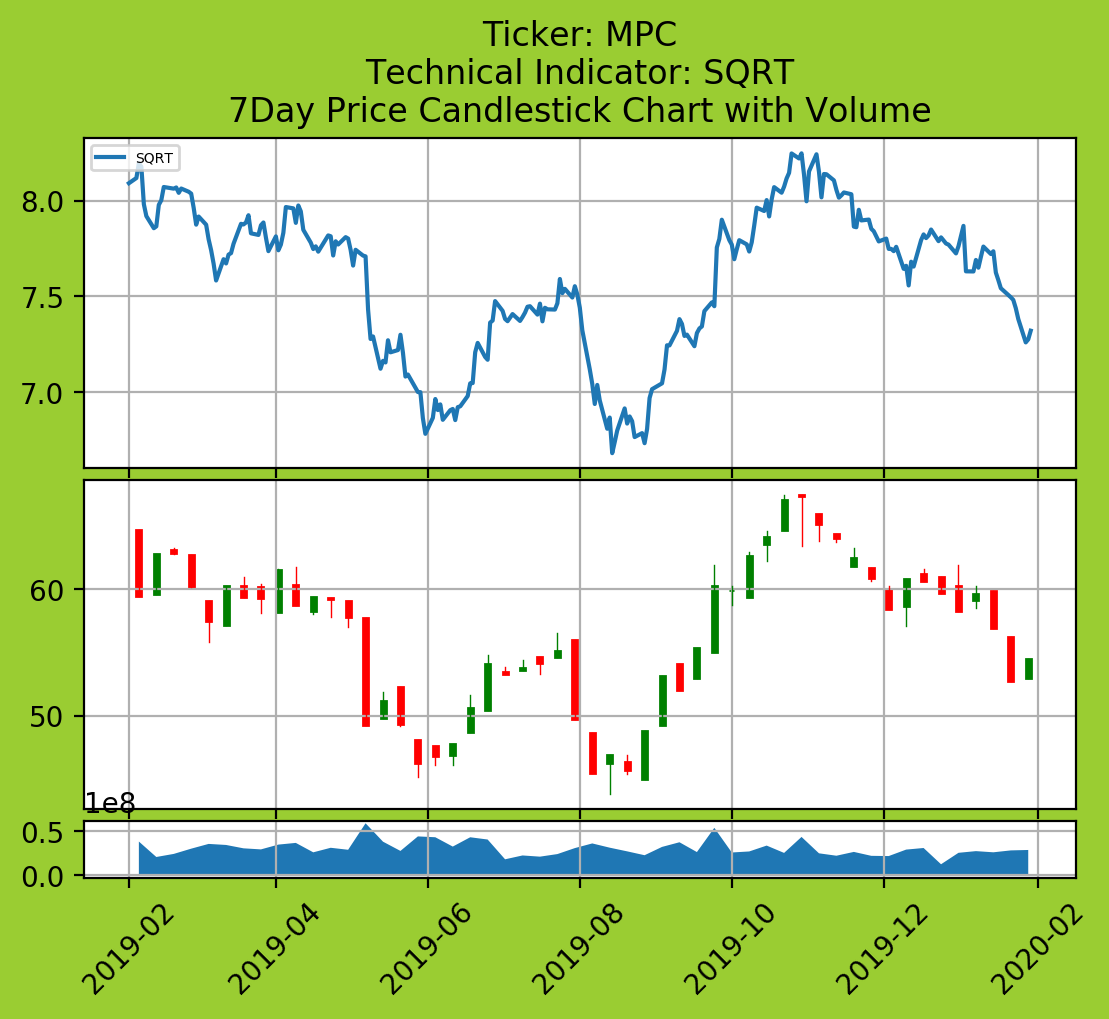 Ticker: MPC
Technical Indicator: SQRT
7Day Price Candlestick Chart with Volume
SQRT
8.0
7.5
7.0
60
50
1e8
0.5
0.0
2019-02
2019-04
2019-06
2019-08
2019-10
2019-12
2020-02